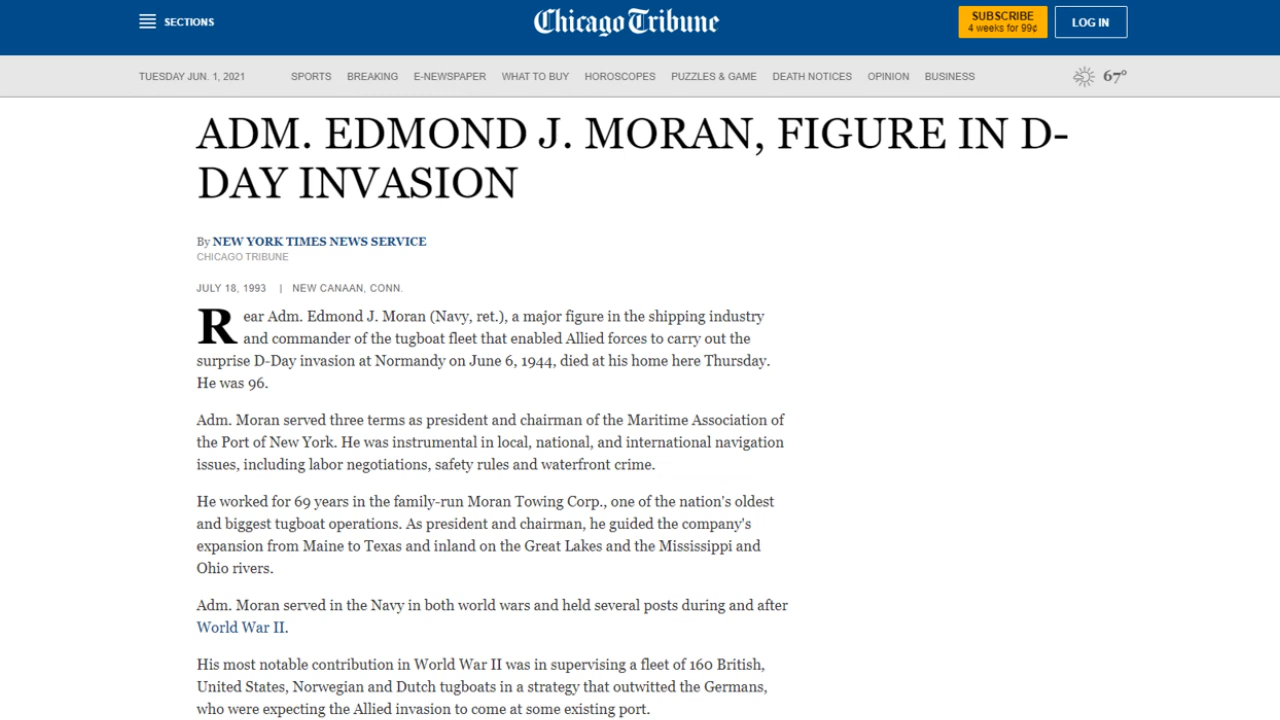 SECTIONS
Chicago Tribune
SUBSCRIBE
4 weeks for 99¢
LOG IN
TUESDAY JUN. 1, 2021
SPORTS
BREAKING
E-NEWSPAPER
WHAT TO BUY
HOROSCOPES
PUZZLES & GAME
DEATH NOTICES
OPINION
BUSINESS
67°
ADM. EDMOND J. MORAN, FIGURE IN D-
DAY INVASION
By NEW YORK TIMES NEWS SERVICE
CHICAGO TRIBUNE
JULY 18, 1993 | NEW CANAAN, CONN.
Rear Adm. Edmond J. Moran (Navy, ret.), a major figure in the shipping industry
and commander of the tugboat fleet that enabled Allied forces to carry out the
surprise D-Day invasion at Normandy on June 6, 1944, died at his home here Thursday.
He was 96.
Adm. Moran served three terms as president and chairman of the Maritime Association of
the Port of New York. He was instrumental in local, national, and international navigation
issues, including labor negotiations, safety rules and waterfront crime.
He worked for 69 years in the family-run Moran Towing Corp., one of the nation's oldest
and biggest tugboat operations. As president and chairman, he guided the company's
expansion from Maine to Texas and inland on the Great Lakes and the Mississippi and
Ohio rivers.
Adm. Moran served in the Navy in both world wars and held several posts during and after
World War II.
His most notable contribution in World War II was in supervising a fleet of 160 British,
United States, Norwegian and Dutch tugboats in a strategy that outwitted the Germans,
who were expecting the Allied invasion to come at some existing port.